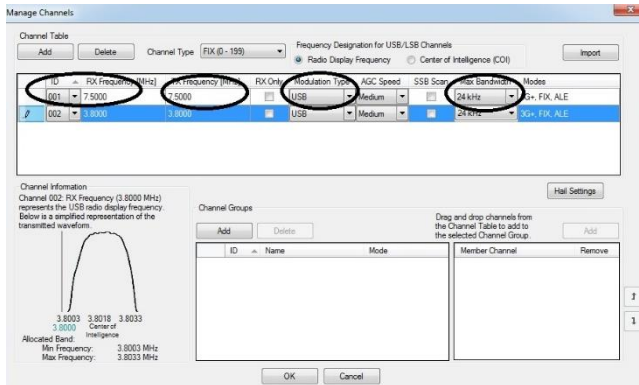 Manage Channels
Channel Table
Add Delete Channel Type FIX (0 - 199) Frequency Designation for USB/LSB Channels Radio Display Frequency Center of Intelligence (COI) Import
ID RX Frequency [MHz] Frequency [MHz] RX Only Modulation Type AGC Speed SSB Scan Max Bandwidth Modes
001 7.5000 7.5000 USB Medium 24 kHz 3G+, FIX, ALE
002 3.8000 3.8000 USB Medium 24 kHz 3G+, FIX, ALE
Hail Settings
Channel Information
Channel 002: RX Frequency (3.8000 MHz)
represents the USB radio display frequency.
Below is a simplified representation of the
transmitted waveform.
3.8003 3.8018 3.8033
3.8000 Center of
Intelligence
Allocated Band:
Min Frequency: 3.8003 MHz
Max Frequency: 3.8033 MHz
Channel Groups
Add Delete
ID Name Mode
Drag and drop channels from
the Channel Table to add to
the selected Channel Group.
Add
Member Channel Remove
OK Cancel